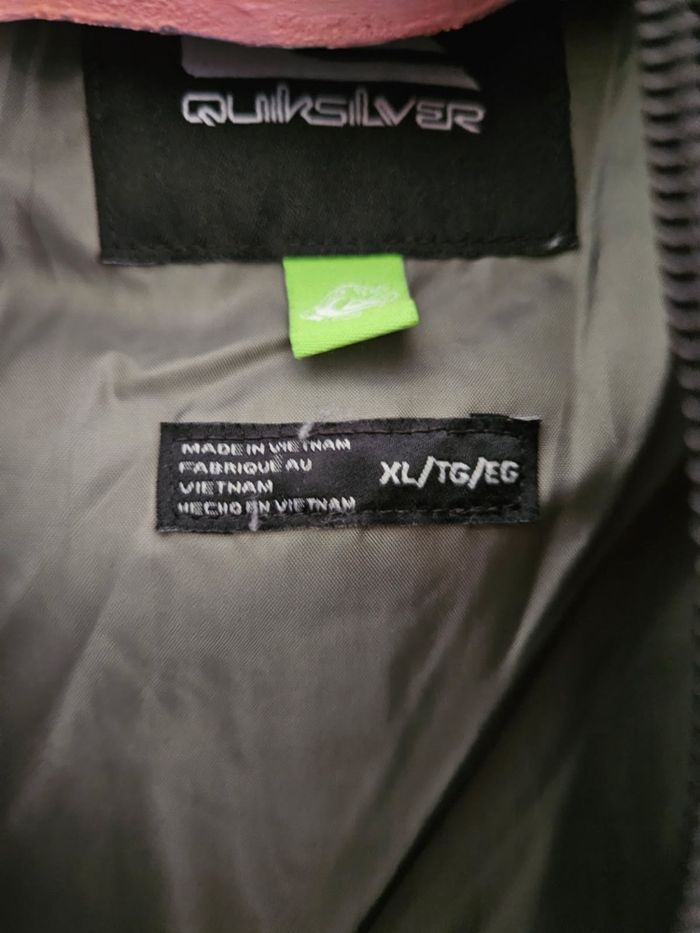 QUIKSILVER
MADE IN VIETNAM
FABRIQUÉ AU
VIETNAM
HECHO EN VIETNAM
XL/TG/EG